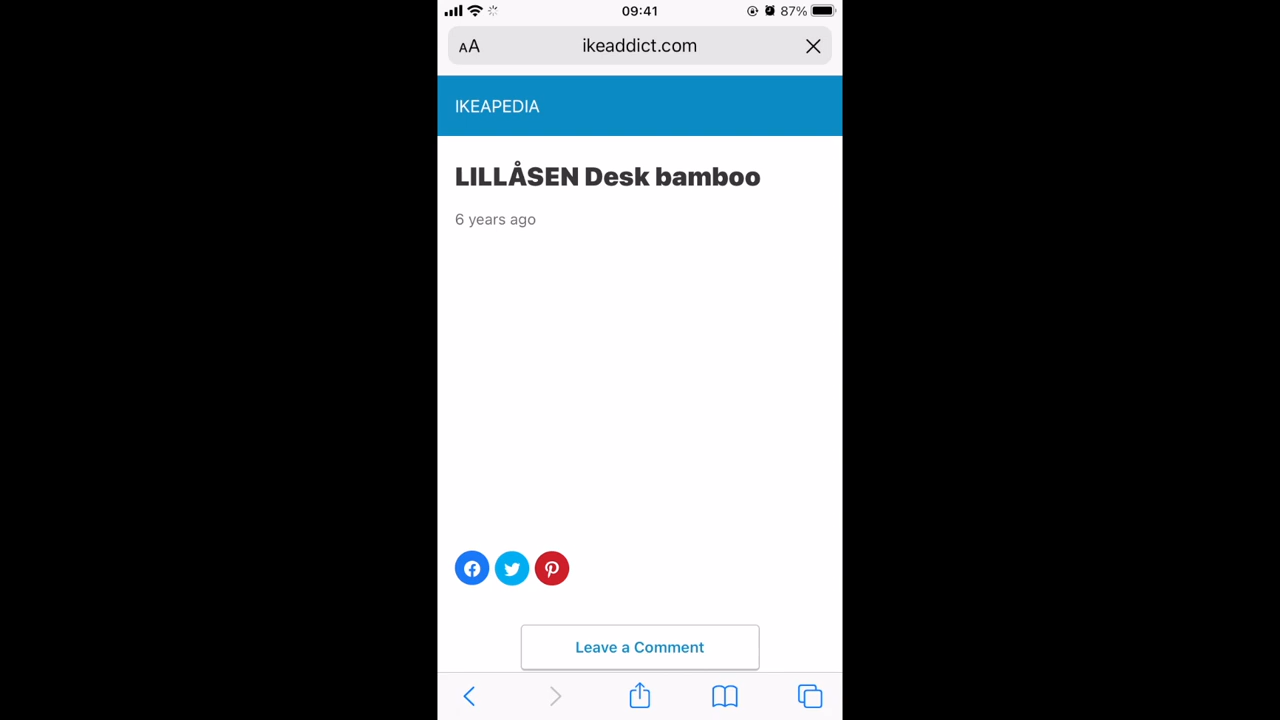 09:41
87%
AA
ikeaddict.com
IKEAPEDIA
LILLÅSEN Desk bamboo
6 years ago
Leave a Comment